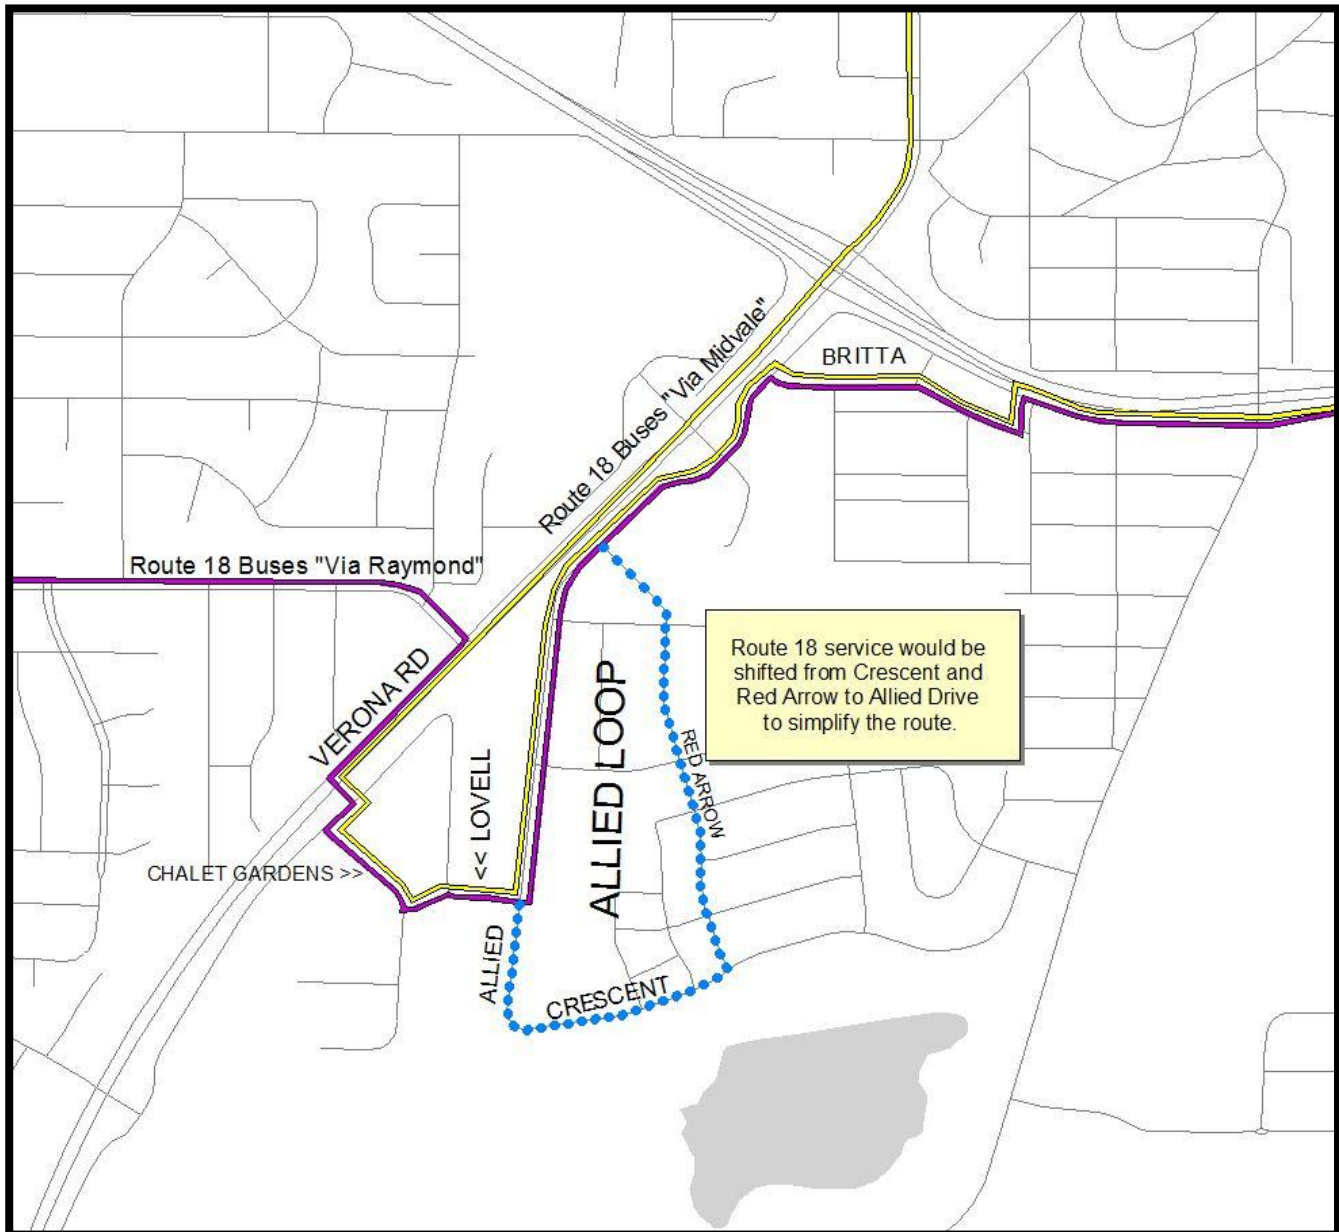 BRITTA
Route 18 Buses "Via Midvale"
Route 18 Buses "Via Raymond"
VERONA RD
Route 18 service would be
shifted from Crescent and
Red Arrow to Allied Drive
to simplify the route.
ALLIED LOOP
RED ARROW
<< LOVELL
CHALET GARDENS >>
ALLIED
CRESCENT